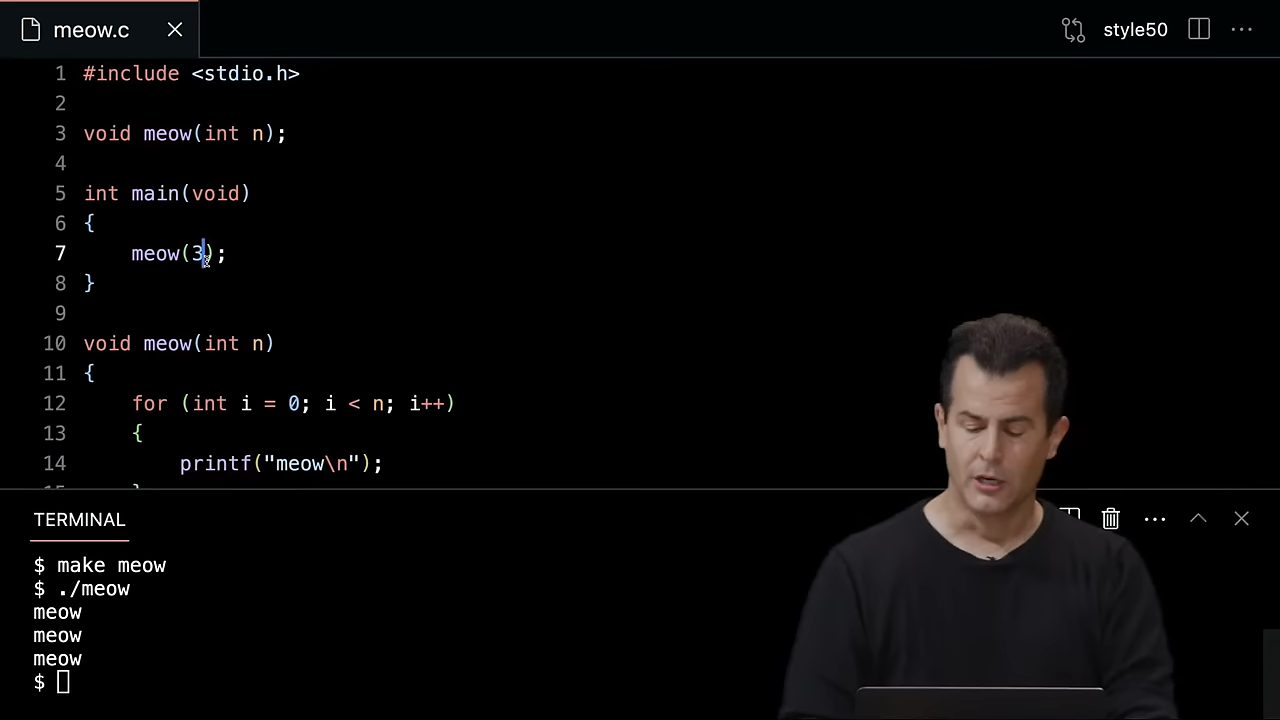 meow.c
style50
1 #include <stdio.h>
2
3 void meow(int n);
4
5 int main(void)
6 {
7     meow(3);
8 }
9
10 void meow(int n)
11 {
12     for (int i = 0; i < n; i++)
13     {
14         printf("meow\n");
TERMINAL
$ make meow
$ ./meow
meow
meow
meow
$